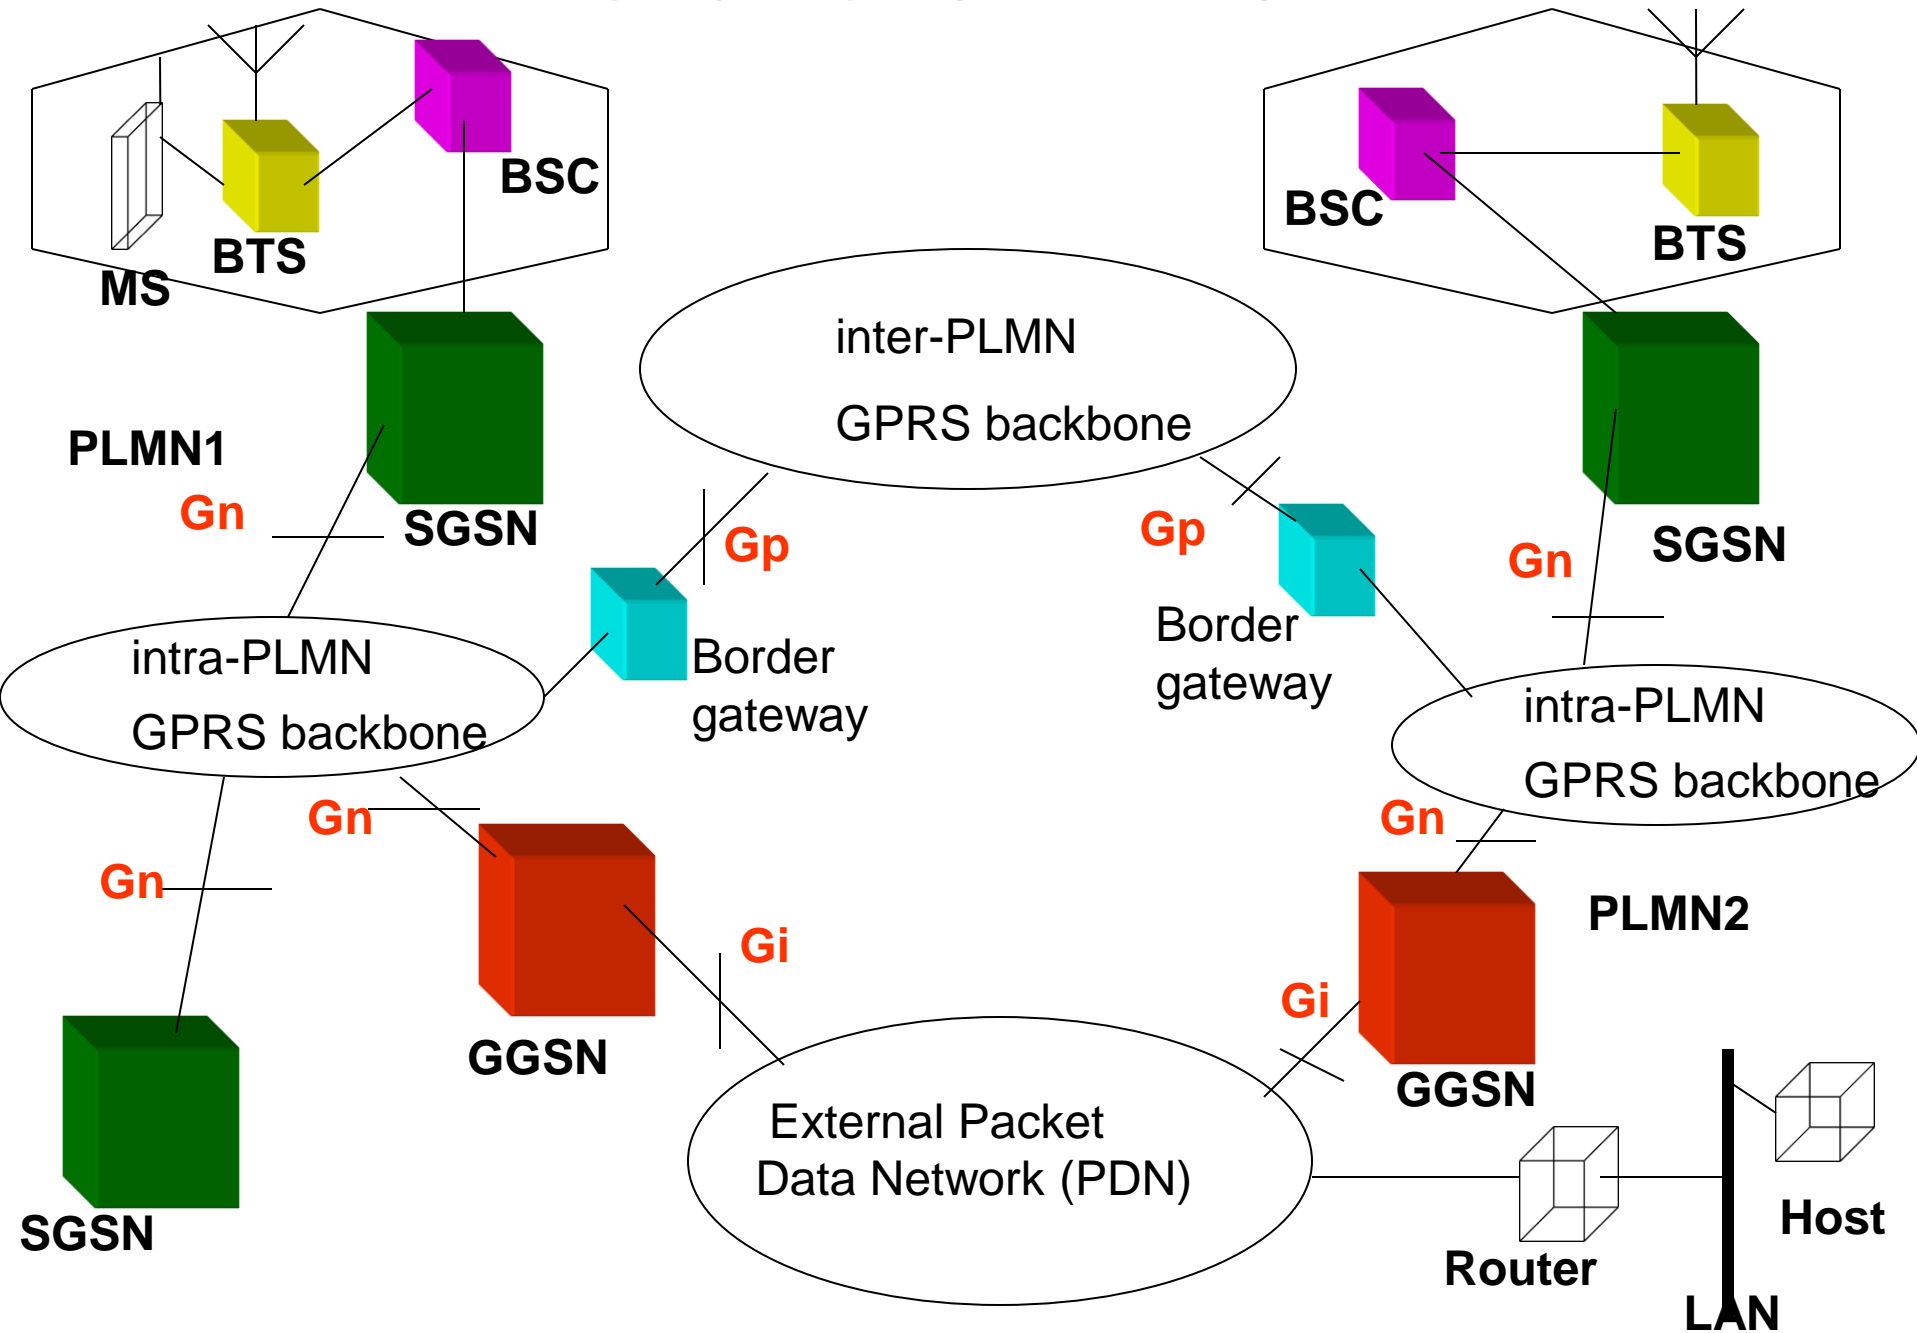 BSC
BTS
MS
BSC
BTS
inter-PLMN
GPRS backbone
PLMN1
Gn
SGSN
Gp
Gp
Gn
SGSN
intra-PLMN
GPRS backbone
Border
gateway
Border
gateway
intra-PLMN
GPRS backbone
Gn
Gn
Gn
PLMN2
Gi
Gi
GGSN
GGSN
External Packet
Data Network (PDN)
SGSN
Router
Host
LAN